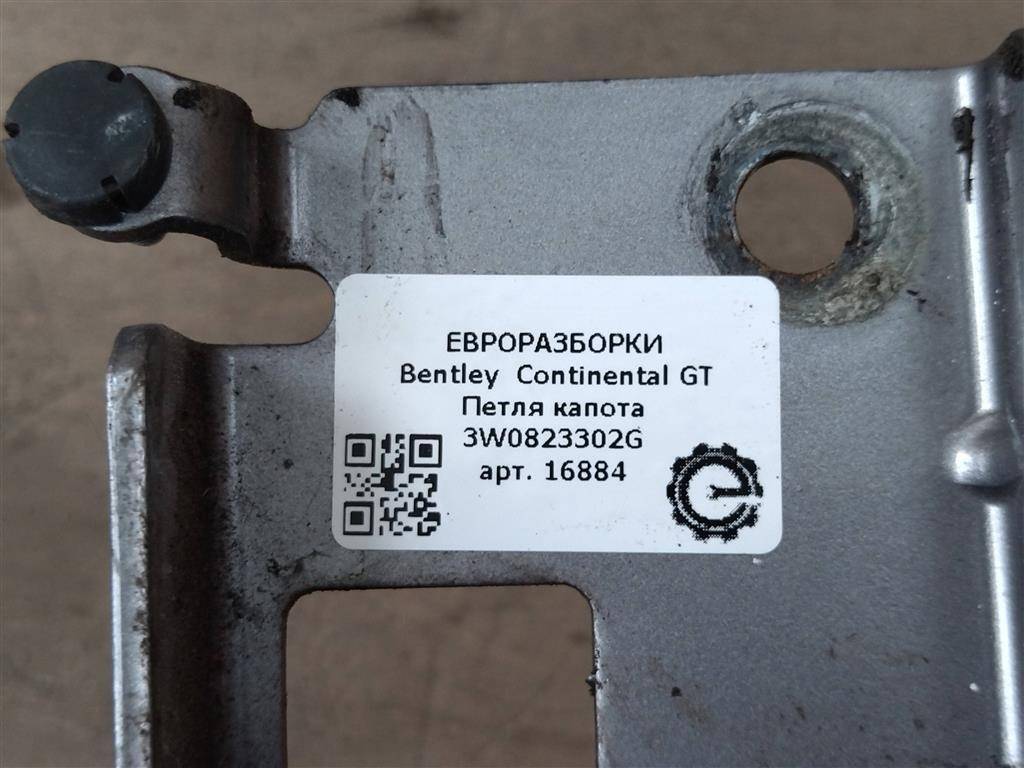 ЕВРОРАЗБОРКИ
Bentley Continental GT
Петля капота
3W0823302G
арт. 16884